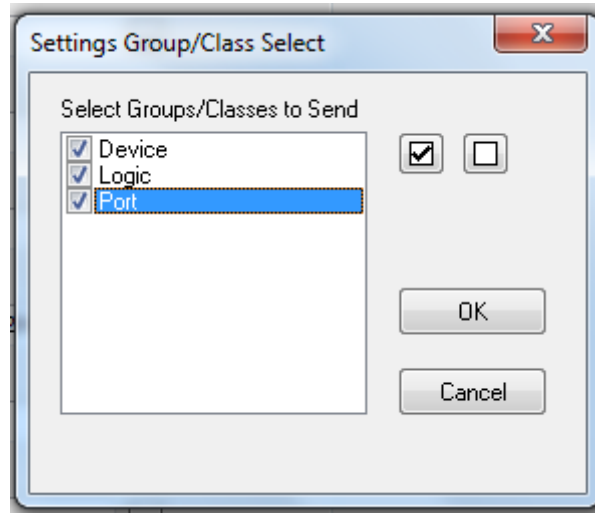 Settings Group/Class Select
Select Groups/Classes to Send
Device
Logic
Port
OK
Cancel